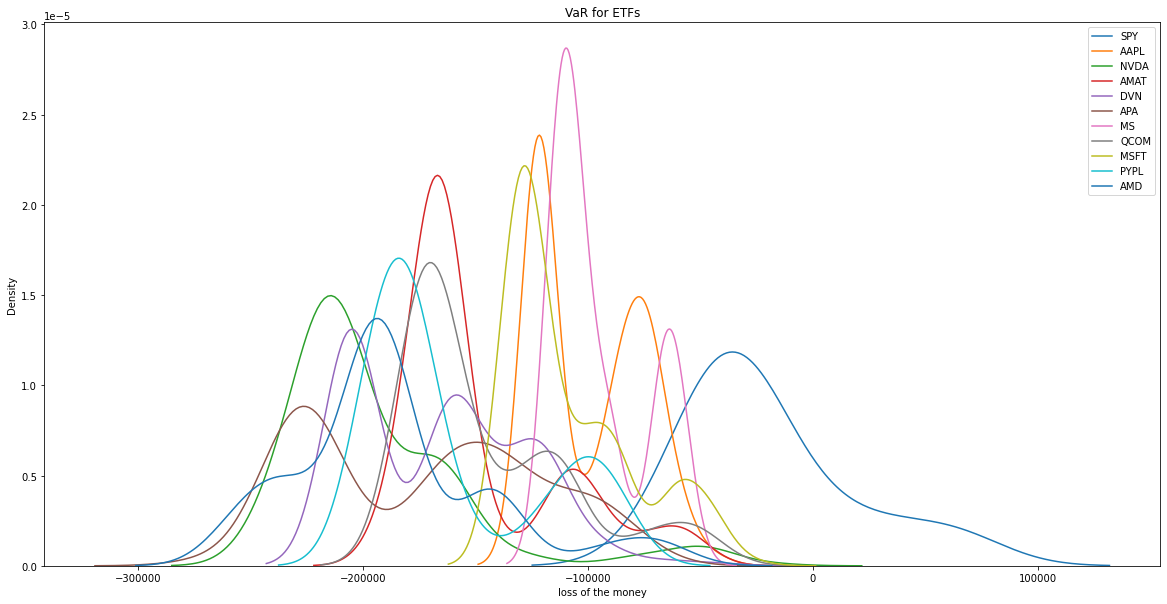 VaR for ETFs
1e−5
3.0
2.5
2.0
1.5
1.0
0.5
0.0
Density
SPY
AAPL
NVDA
AMAT
DVN
APA
MS
QCOM
MSFT
PYPL
AMD
−300000 −200000 −100000 0 100000
loss of the money